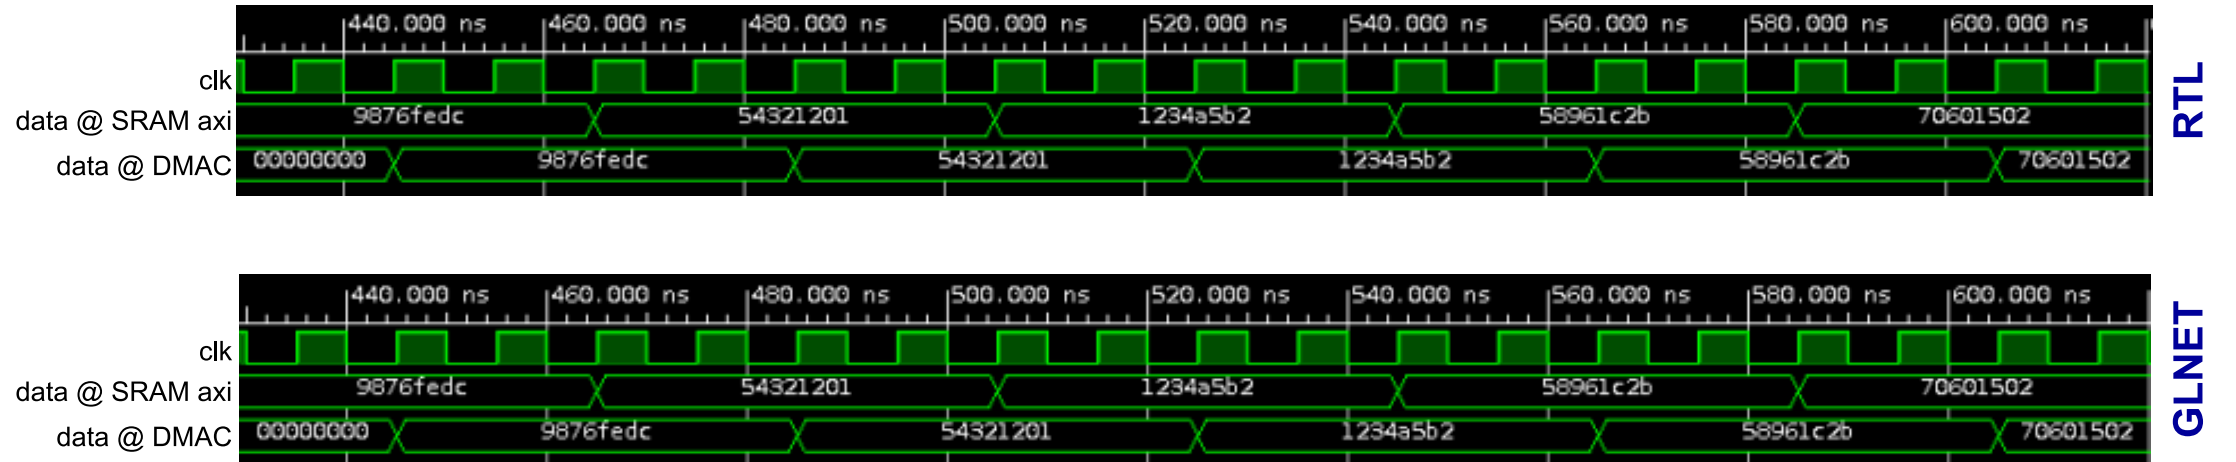 440.000 ns 460.000 ns 480.000 ns 500.000 ns 520.000 ns 540.000 ns 560.000 ns 580.000 ns 600.000 ns
clk
data @ SRAM axi 9876fedc 54321201 1234a5b2 58961c2b 70601502
data @ DMAC 00000000 9876fedc 54321201 1234a5b2 58961c2b 70601502
RTL
440.000 ns 460.000 ns 480.000 ns 500.000 ns 520.000 ns 540.000 ns 560.000 ns 580.000 ns 600.000 ns
clk
data @ SRAM axi 9876fedc 54321201 1234a5b2 58961c2b 70601502
data @ DMAC 00000000 9876fedc 54321201 1234a5b2 58961c2b 70601502
GLNET